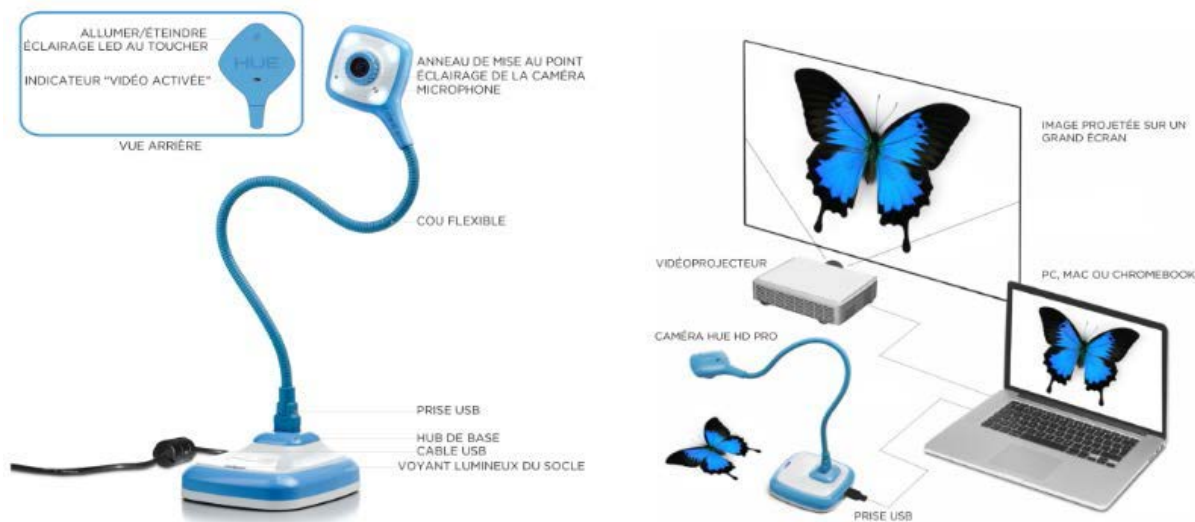 ALLUMER/ÉTEINDRE
ÉCLAIRAGE LED AU TOUCHER
HUE
INDICATEUR “VIDÉO ACTIVÉE”
VUE ARRIÈRE
ANNEAU DE MISE AU POINT
ÉCLAIRAGE DE LA CAMÉRA
MICROPHONE
COU FLEXIBLE
PRISE USB
HUB DE BASE
CABLE USB
VOYANT LUMINEUX DU SOCLE
IMAGE PROJETÉE SUR UN
GRAND ÉCRAN
VIDÉOPROJECTEUR
PC, MAC OU CHROMEBOOK
CAMÉRA HUE HD PRO
PRISE USB